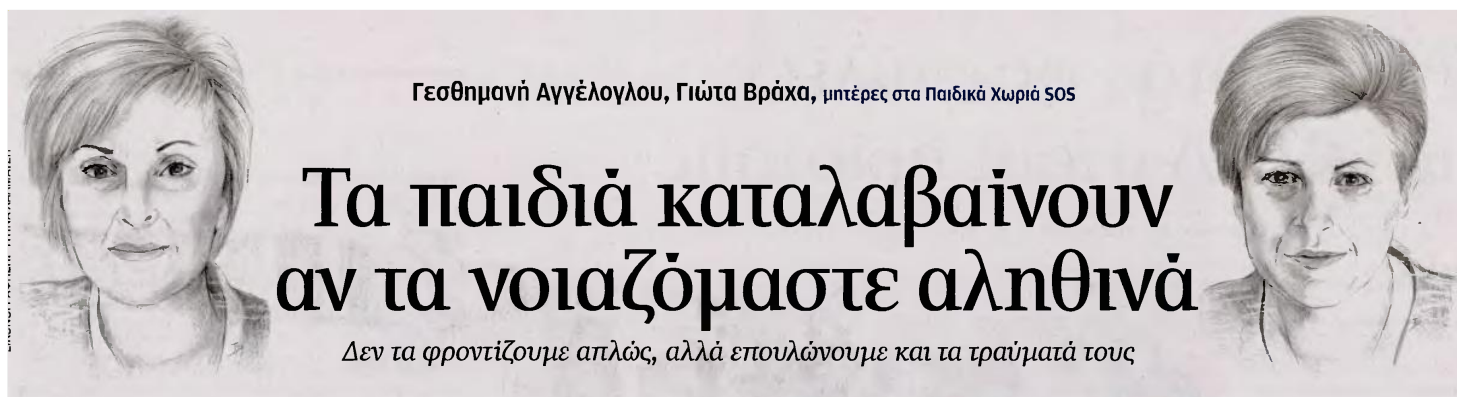 Γεσθημανή Αγγέλογλου, Γιώτα Βράχα, μητέρες στα Παιδικά Χωριά SOS
Τα παιδιά καταλαβαίνουν
αν τα νοιαζόμαστε αληθινά
Δεν τα φροντίζουμε απλώς, αλλά επουλώνουμε και τα τραύματά τους